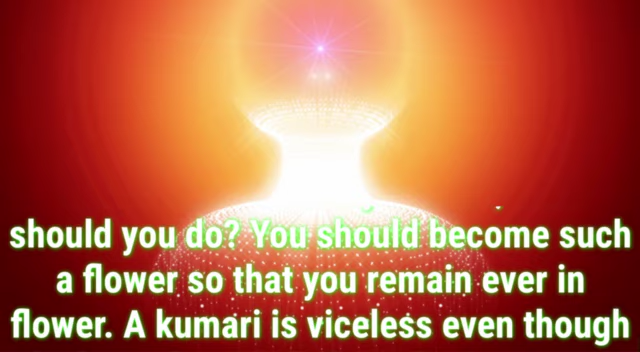 should you do? You should become such
a flower so that you remain ever in
flower. A kumari is viceless even though